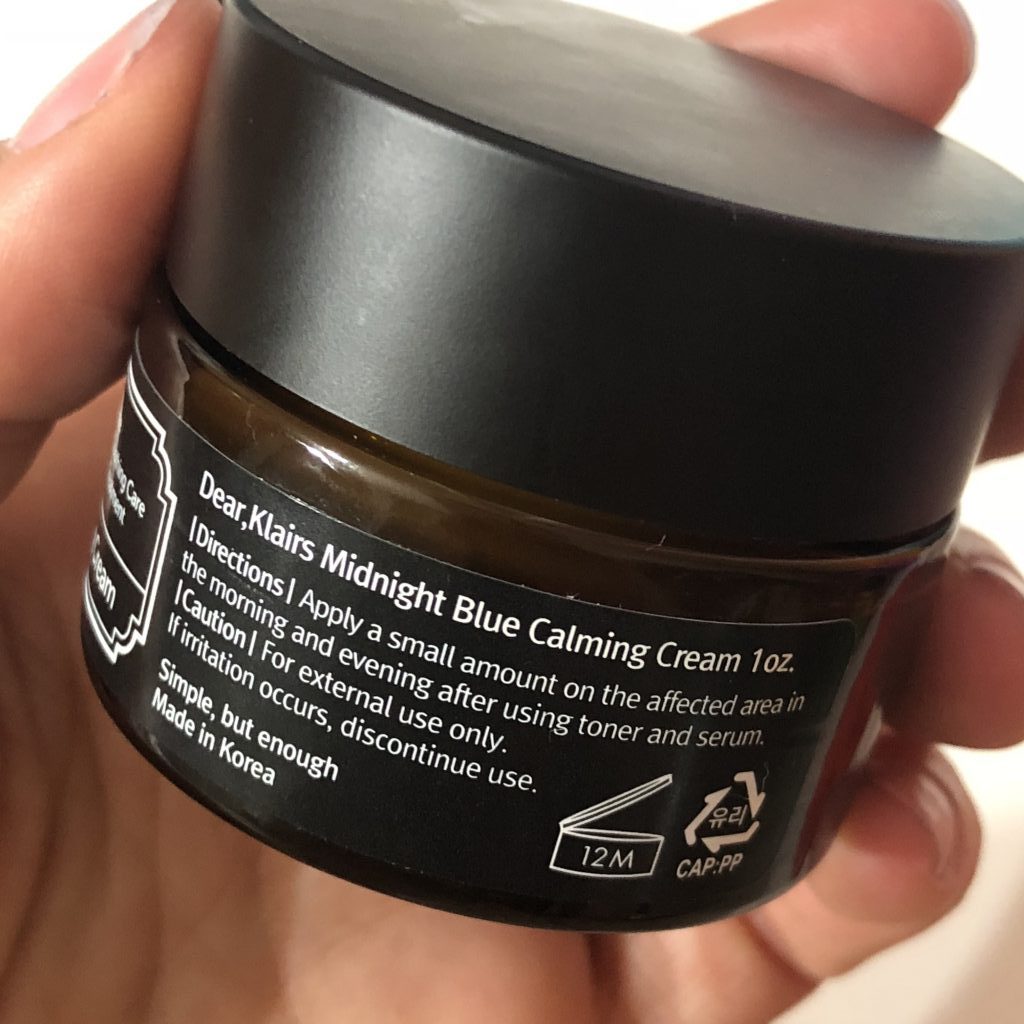 Care
Dear,Klairs Midnight Blue Calming Cream 1oz.
|Directions| Apply a small amount on the affected area in
the morning and evening after using toner and serum.
|Caution| For external use only.
If irritation occurs, discontinue use.
Simple, but enough
Made in Korea
12M
유리
CAP:PP